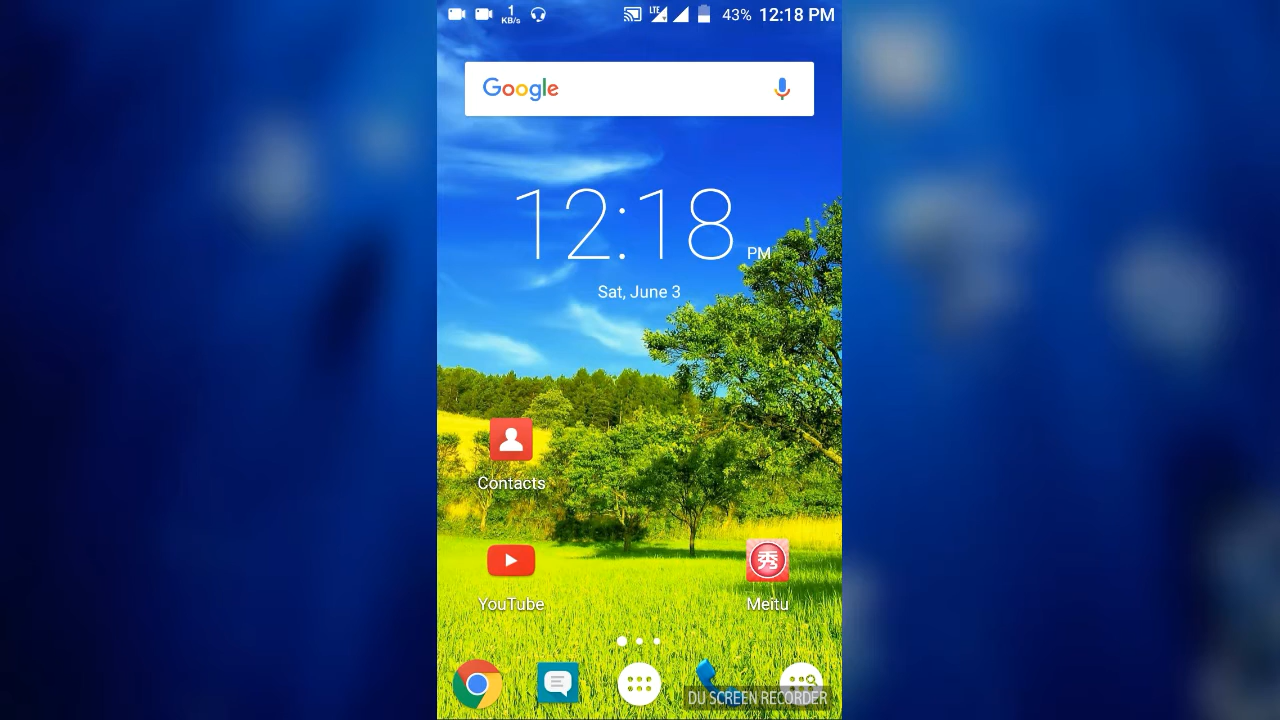 1
KB/s
LTE
43% 12:18 PM
Google
12:18 PM
Sat, June 3
Contacts
YouTube
秀
Meitu
DU SCREEN RECORDER